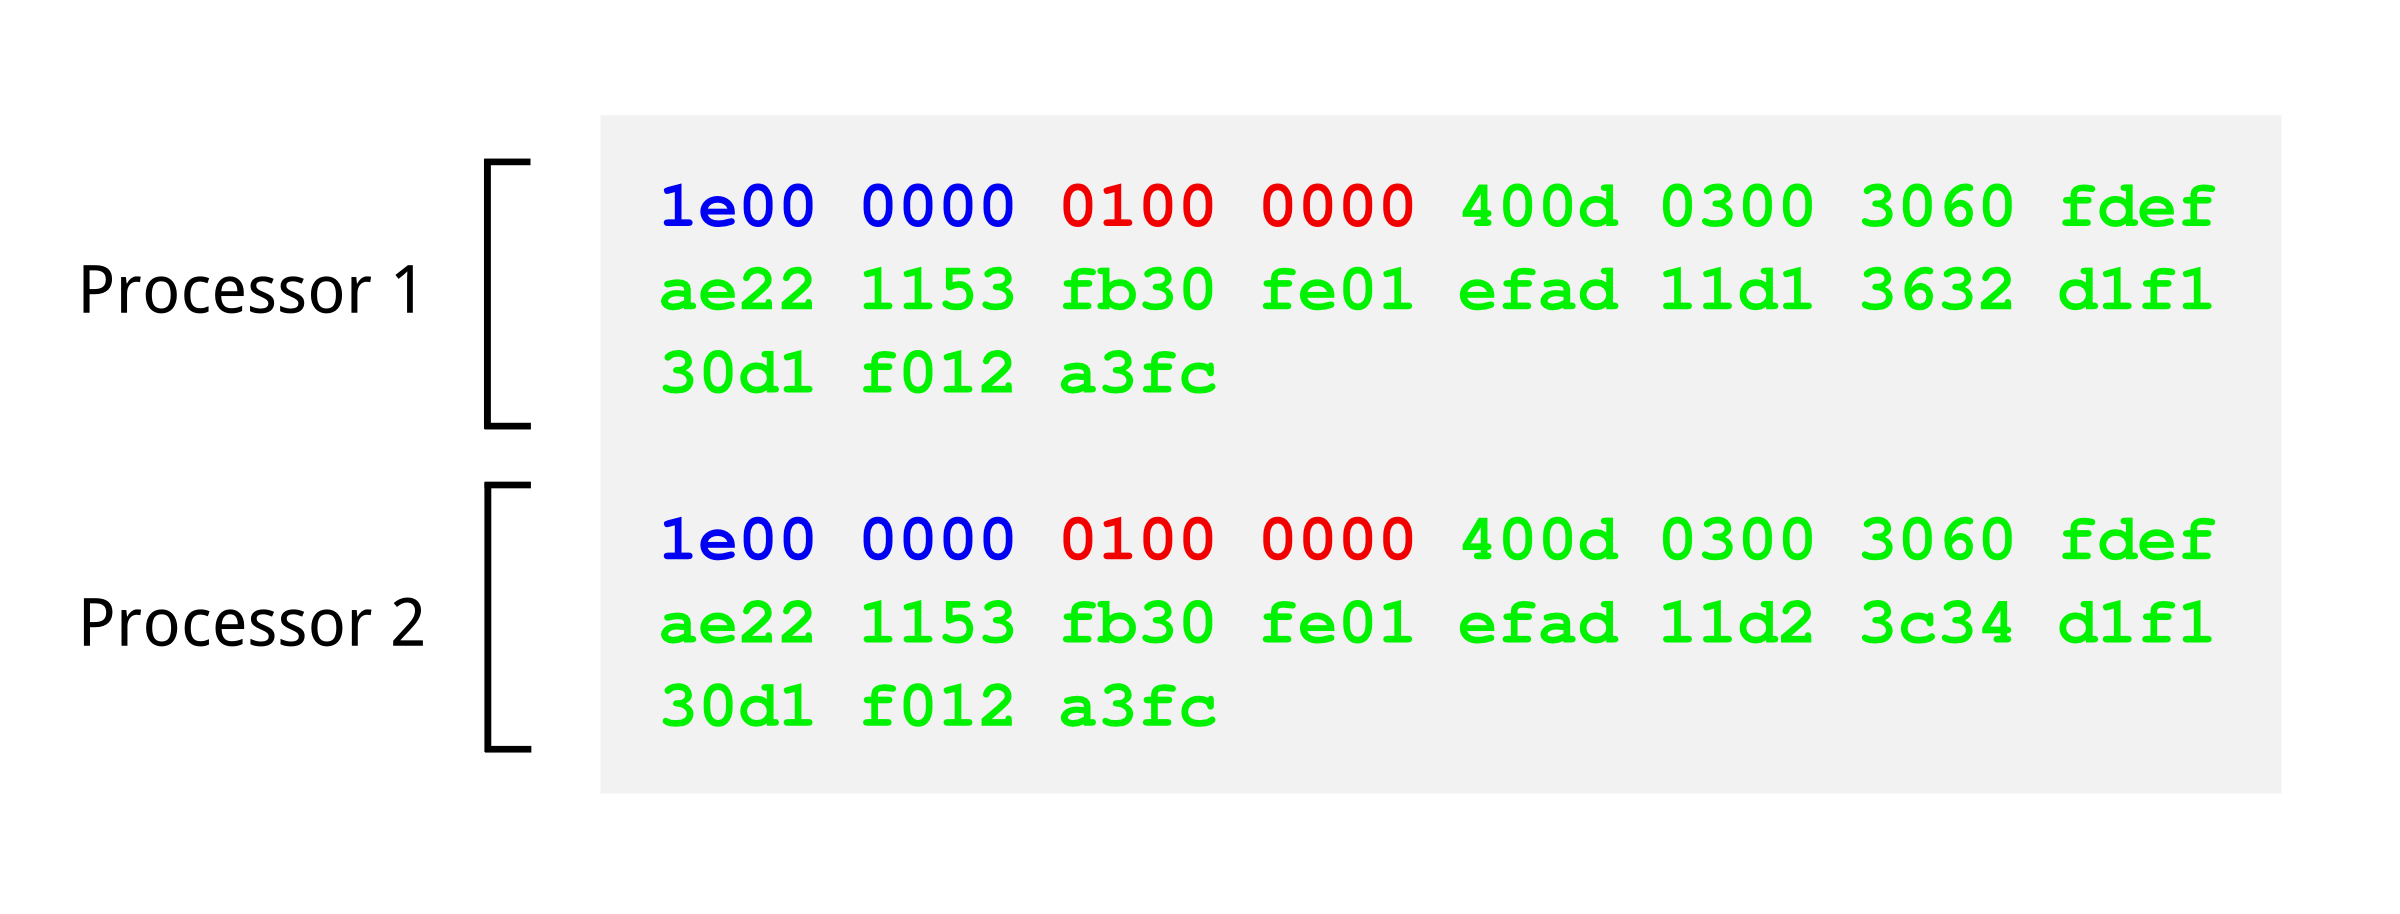 1e00 0000 0100 0000 400d 0300 3060 fdef
Processor 1
ae22 1153 fb30 fe01 efad 11d1 3632 d1f1
30d1 f012 a3fc
1e00 0000 0100 0000 400d 0300 3060 fdef
Processor 2
ae22 1153 fb30 fe01 efad 11d2 3c34 d1f1
30d1 f012 a3fc